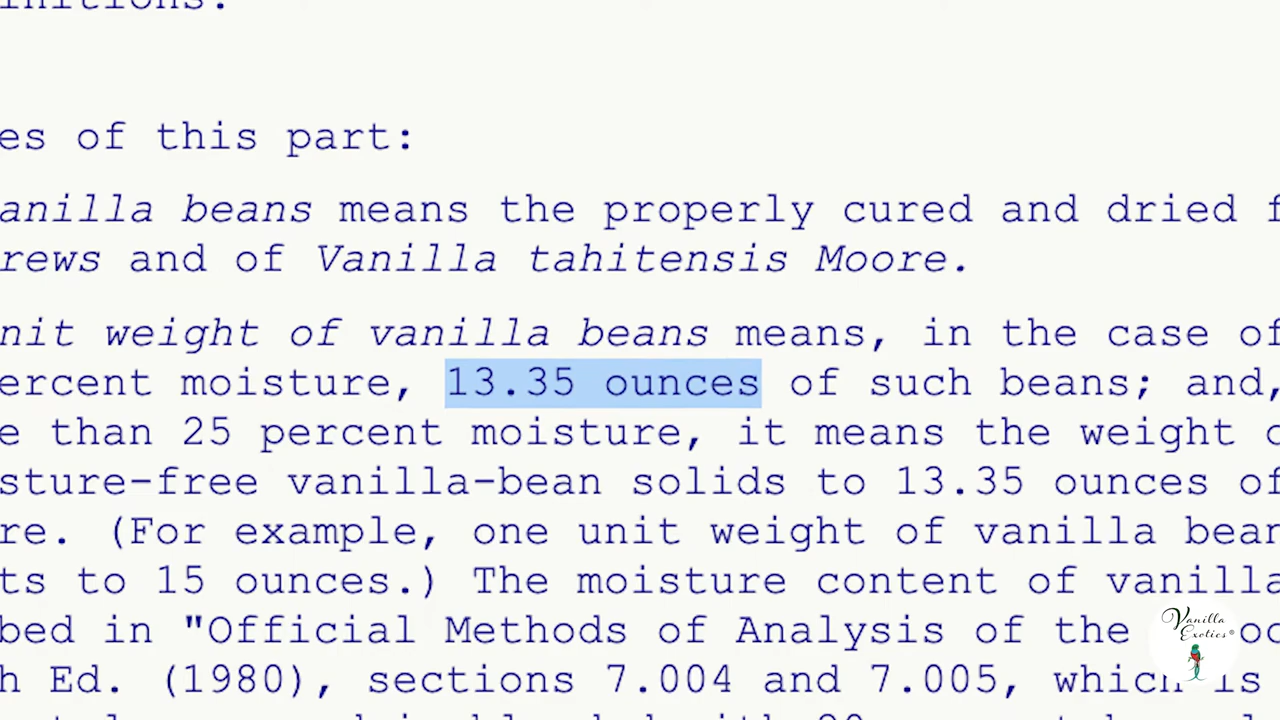 es of this part:
anilla beans means the properly cured and dried f
rews and of Vanilla tahitensis Moore.
nit weight of vanilla beans means, in the case of
ercent moisture, 13.35 ounces of such beans; and,
e than 25 percent moisture, it means the weight
sture-free vanilla-bean solids to 13.35 ounces of
re. (For example, one unit weight of vanilla bean
ts to 15 ounces.) The moisture content of vanilla
bed in "Official Methods of Analysis of the
h Ed. (1980), sections 7.004 and 7.005, which is
Vanilla
Exotics®